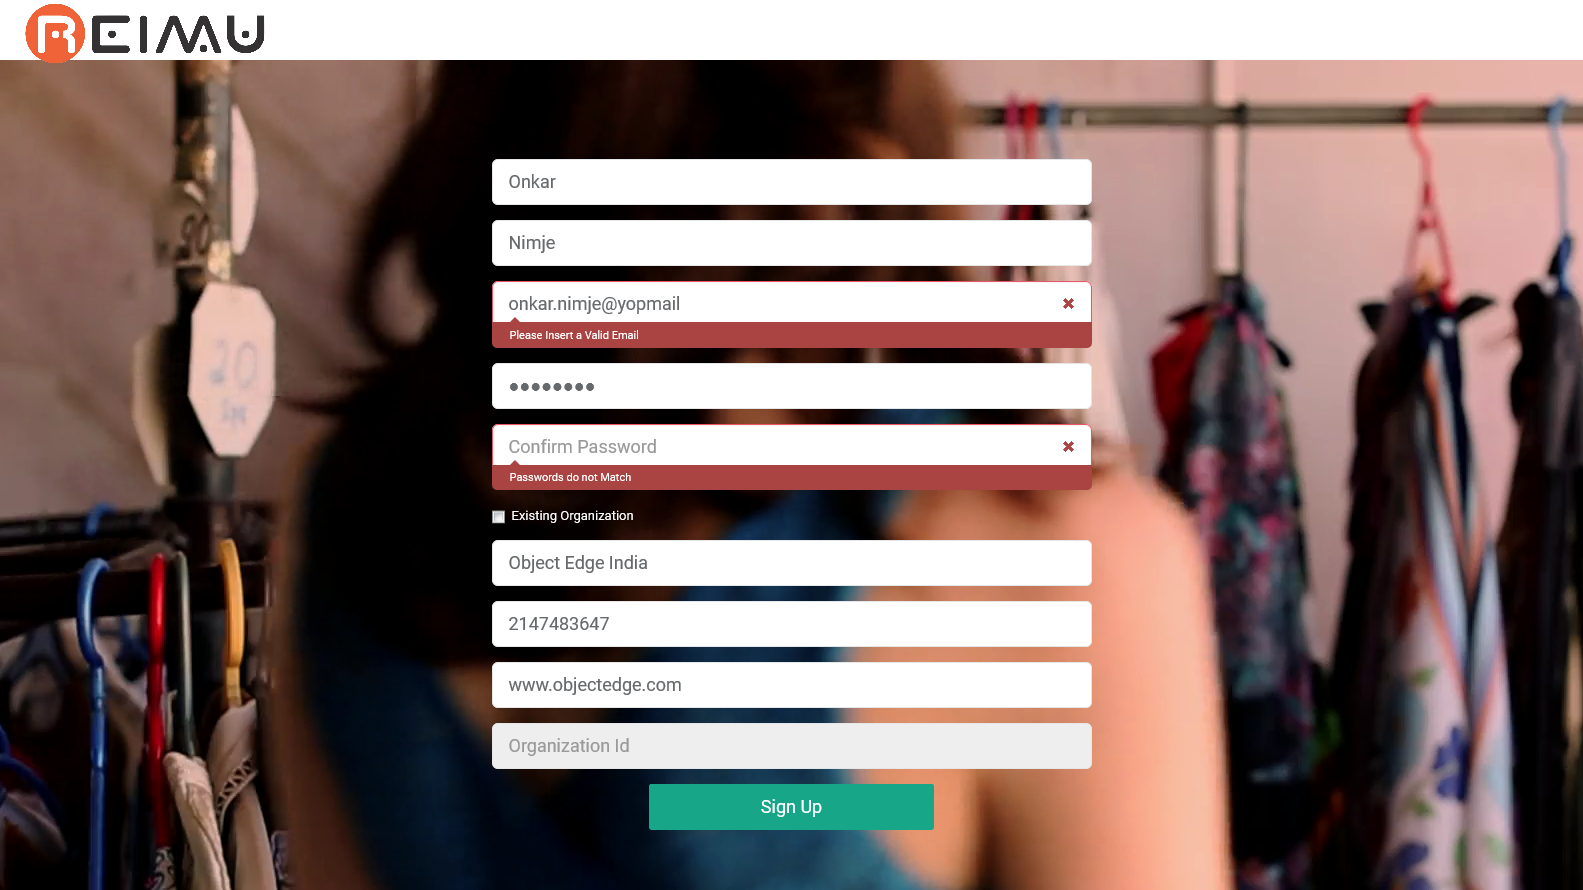 REIMU
Onkar
Nimje
onkar.nimje@yopmail
Please Insert a Valid Email
Confirm Password
Passwords do not Match
Existing Organization
Object Edge India
2147483647
www.objectedge.com
Organization Id
Sign Up
20